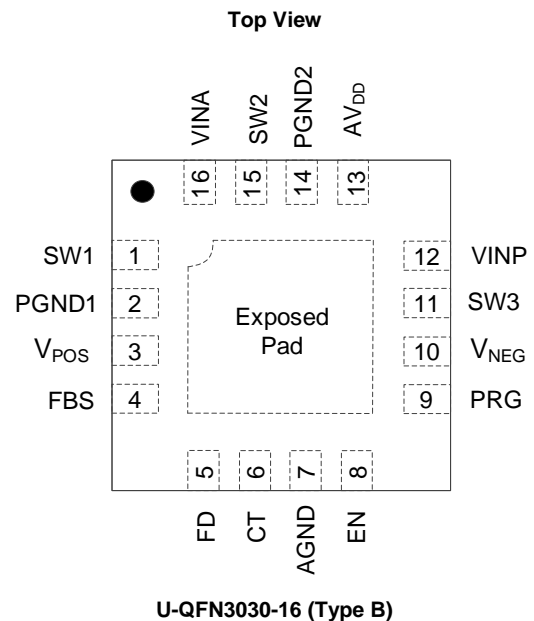 Top View
VINA
SW2
PGND2
AVDD
16
15
14
13
SW1
1
12
VINP
PGND1
2
Exposed
Pad
11
SW3
VPOS
3
10
VNEG
FBS
4
9
PRG
5
6
7
8
FD
CT
AGND
EN
U-QFN3030-16 (Type B)